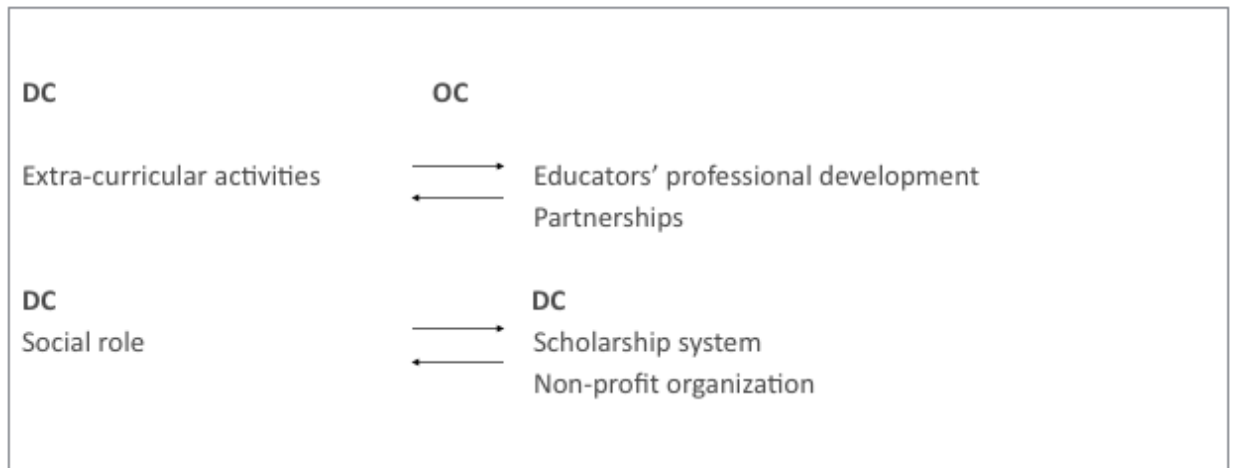 DC OC
Extra-curricular activities Educators’ professional development
Partnerships
DC DC
Social role Scholarship system
Non-profit organization